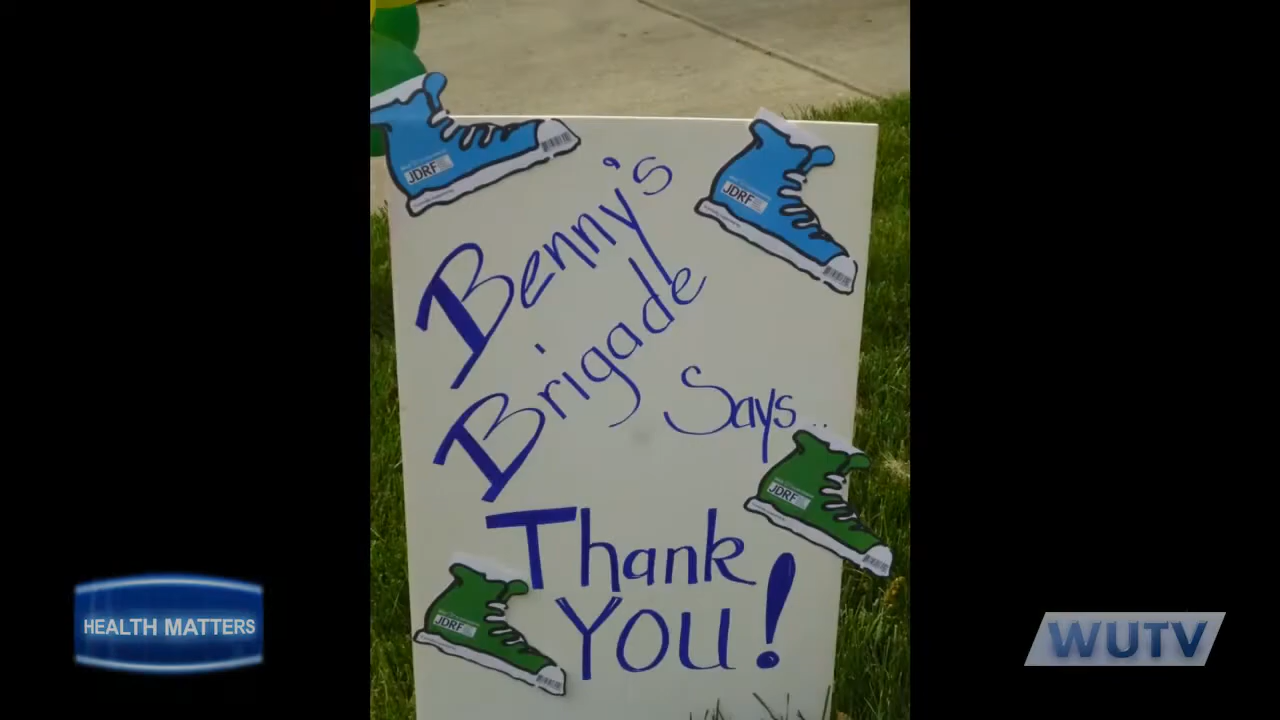 JDRF
JDRF
Benny's
Brigade
Says..
JDRF
Thank
YOU!
JDRF
HEALTH MATTERS
WUTV